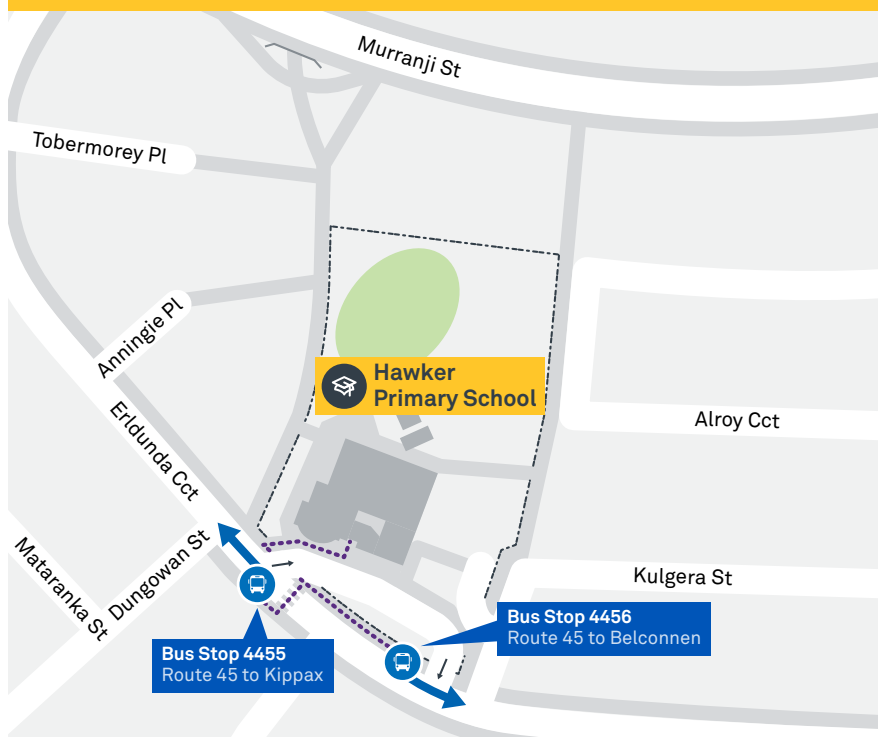 Murranji St
Tobermorey Pl
Anningie Pl
Hawker
Primary School
Erldunda Cct
Alroy Cct
Mataranka St
Dungowan St
Kulgera St
Bus Stop 4456
Route 45 to Belconnen
Bus Stop 4455
Route 45 to Kippax